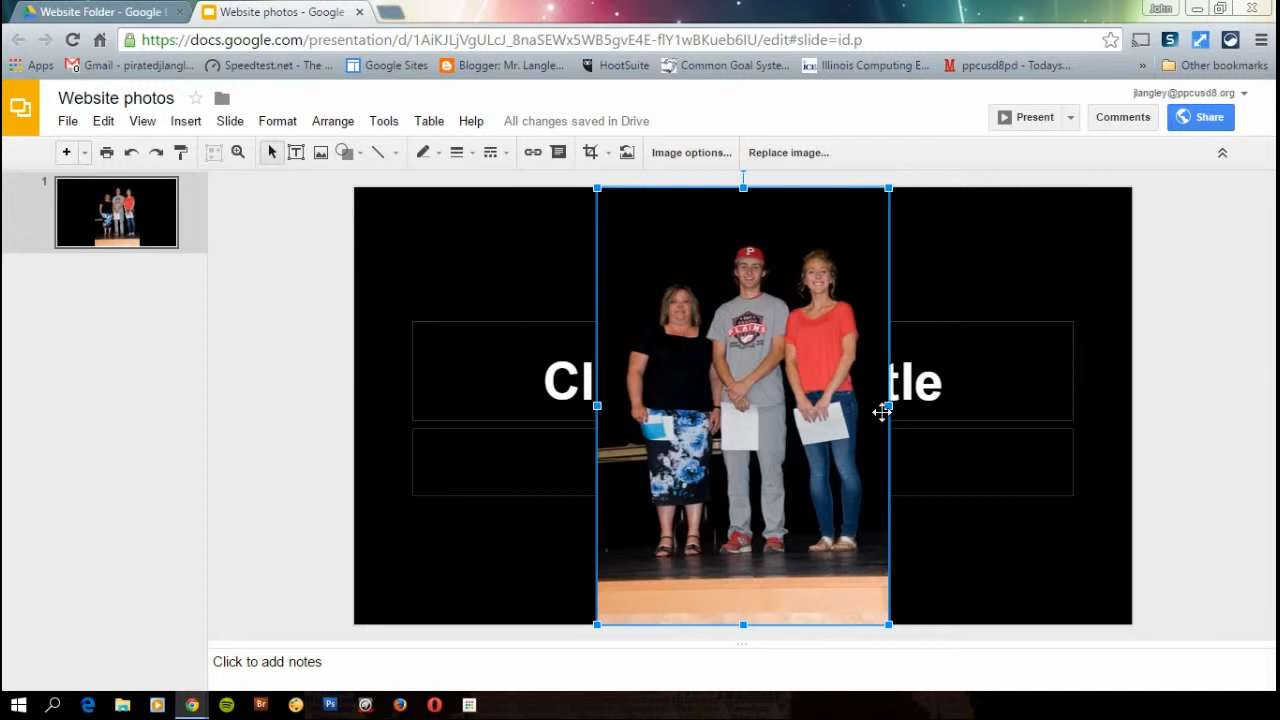 Website Folder - Google
Website photos - Google
John
https://docs.google.com/presentation/d/1AiKJLjVgULcJ_8naSEWx5WB5gvE4E-flY1wBKueb6IU/edit#slide=id.p
Apps
Gmail - piratedjlangl...
Speedtest.net - The ...
Google Sites
Blogger: Mr. Langle...
HootSuite
Common Goal Syste...
ICE Illinois Computing E...
ppcusd8pd - Todays...
»
Other bookmarks
Website photos
jlangley@ppcusd8.org
File Edit View Insert Slide Format Arrange Tools Table Help All changes saved in Drive
Present
Comments
Share
Image options...
Replace image...
1
P
PLAINS
Cl
tle
Click to add notes
Br
Ps